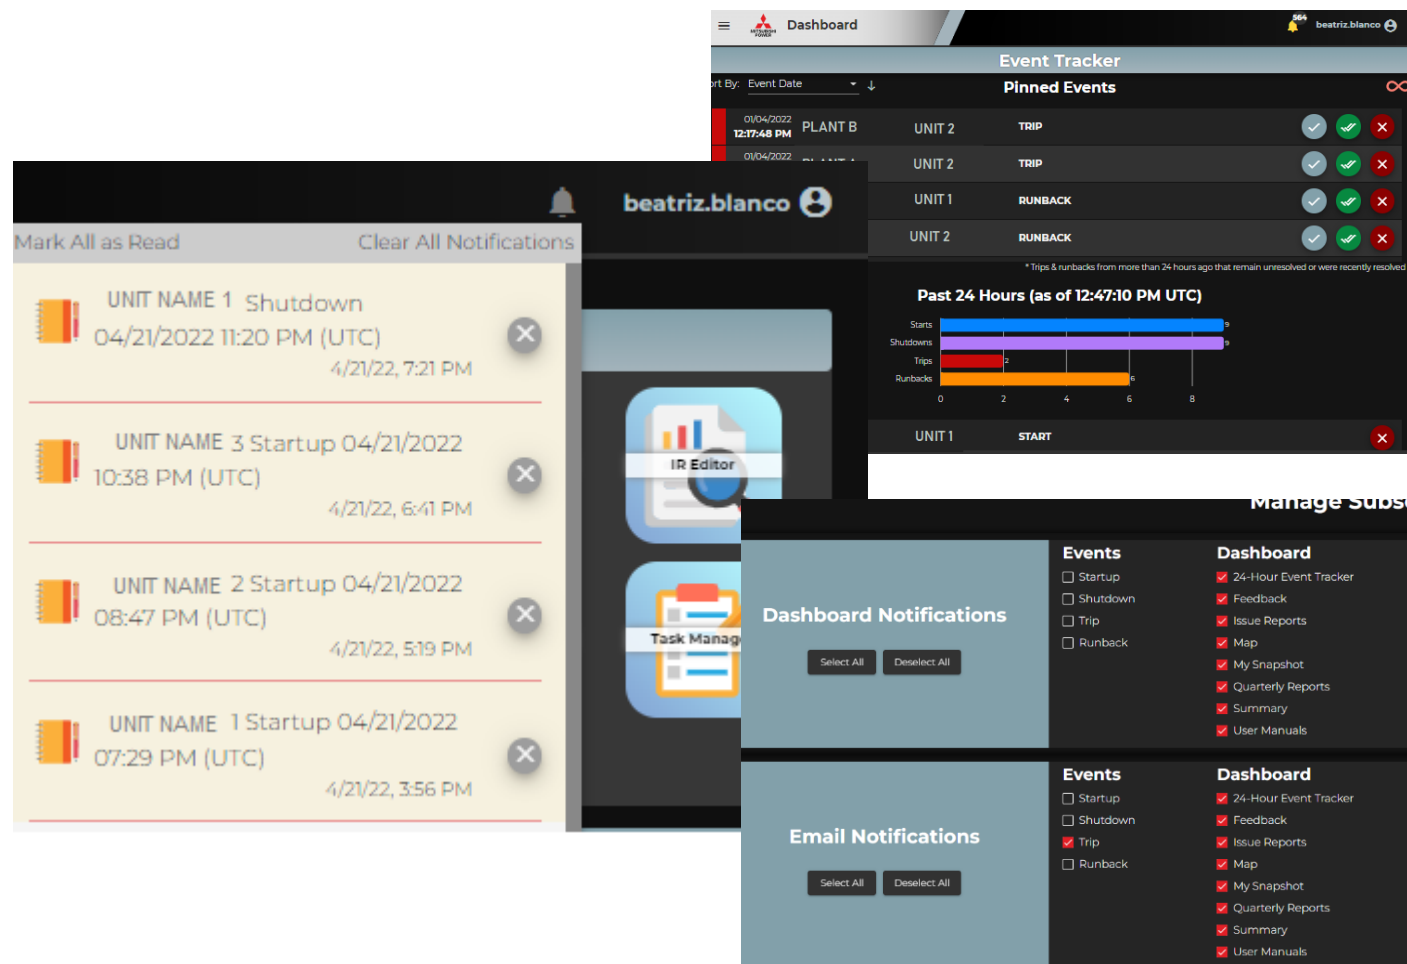 Dashboard
564
beatriz.blanco
MITSUBISHI
POWER
Event Tracker
ort By: Event Date
Pinned Events
01/04/2022
12:17:48 PM
PLANT B
UNIT 2
TRIP
01/04/2022
UNIT 2
TRIP
UNIT 1
RUNBACK
UNIT 2
RUNBACK
* Trips & runbacks from more than 24 hours ago that remain unresolved or were recently resolved
Past 24 Hours (as of 12:47:10 PM UTC)
Starts
9
Shutdowns
9
Trips
2
Runbacks
6
0 2 4 6 8
UNIT 1
START
beatriz.blanco
Mark All as Read
Clear All Notifications
UNIT NAME 1 Shutdown
04/21/2022 11:20 PM (UTC)
4/21/22, 7:21 PM
UNIT NAME 3 Startup 04/21/2022
10:38 PM (UTC)
4/21/22, 6:41 PM
UNIT NAME 2 Startup 04/21/2022
08:47 PM (UTC)
4/21/22, 5:19 PM
UNIT NAME 1 Startup 04/21/2022
07:29 PM (UTC)
4/21/22, 3:56 PM
IR Editor
Task Manag
Manage Subs
Dashboard Notifications
Select All
Deselect All
Events
Startup
Shutdown
Trip
Runback
Dashboard
24-Hour Event Tracker
Feedback
Issue Reports
Map
My Snapshot
Quarterly Reports
Summary
User Manuals
Email Notifications
Select All
Deselect All
Events
Startup
Shutdown
Trip
Runback
Dashboard
24-Hour Event Tracker
Feedback
Issue Reports
Map
My Snapshot
Quarterly Reports
Summary
User Manuals